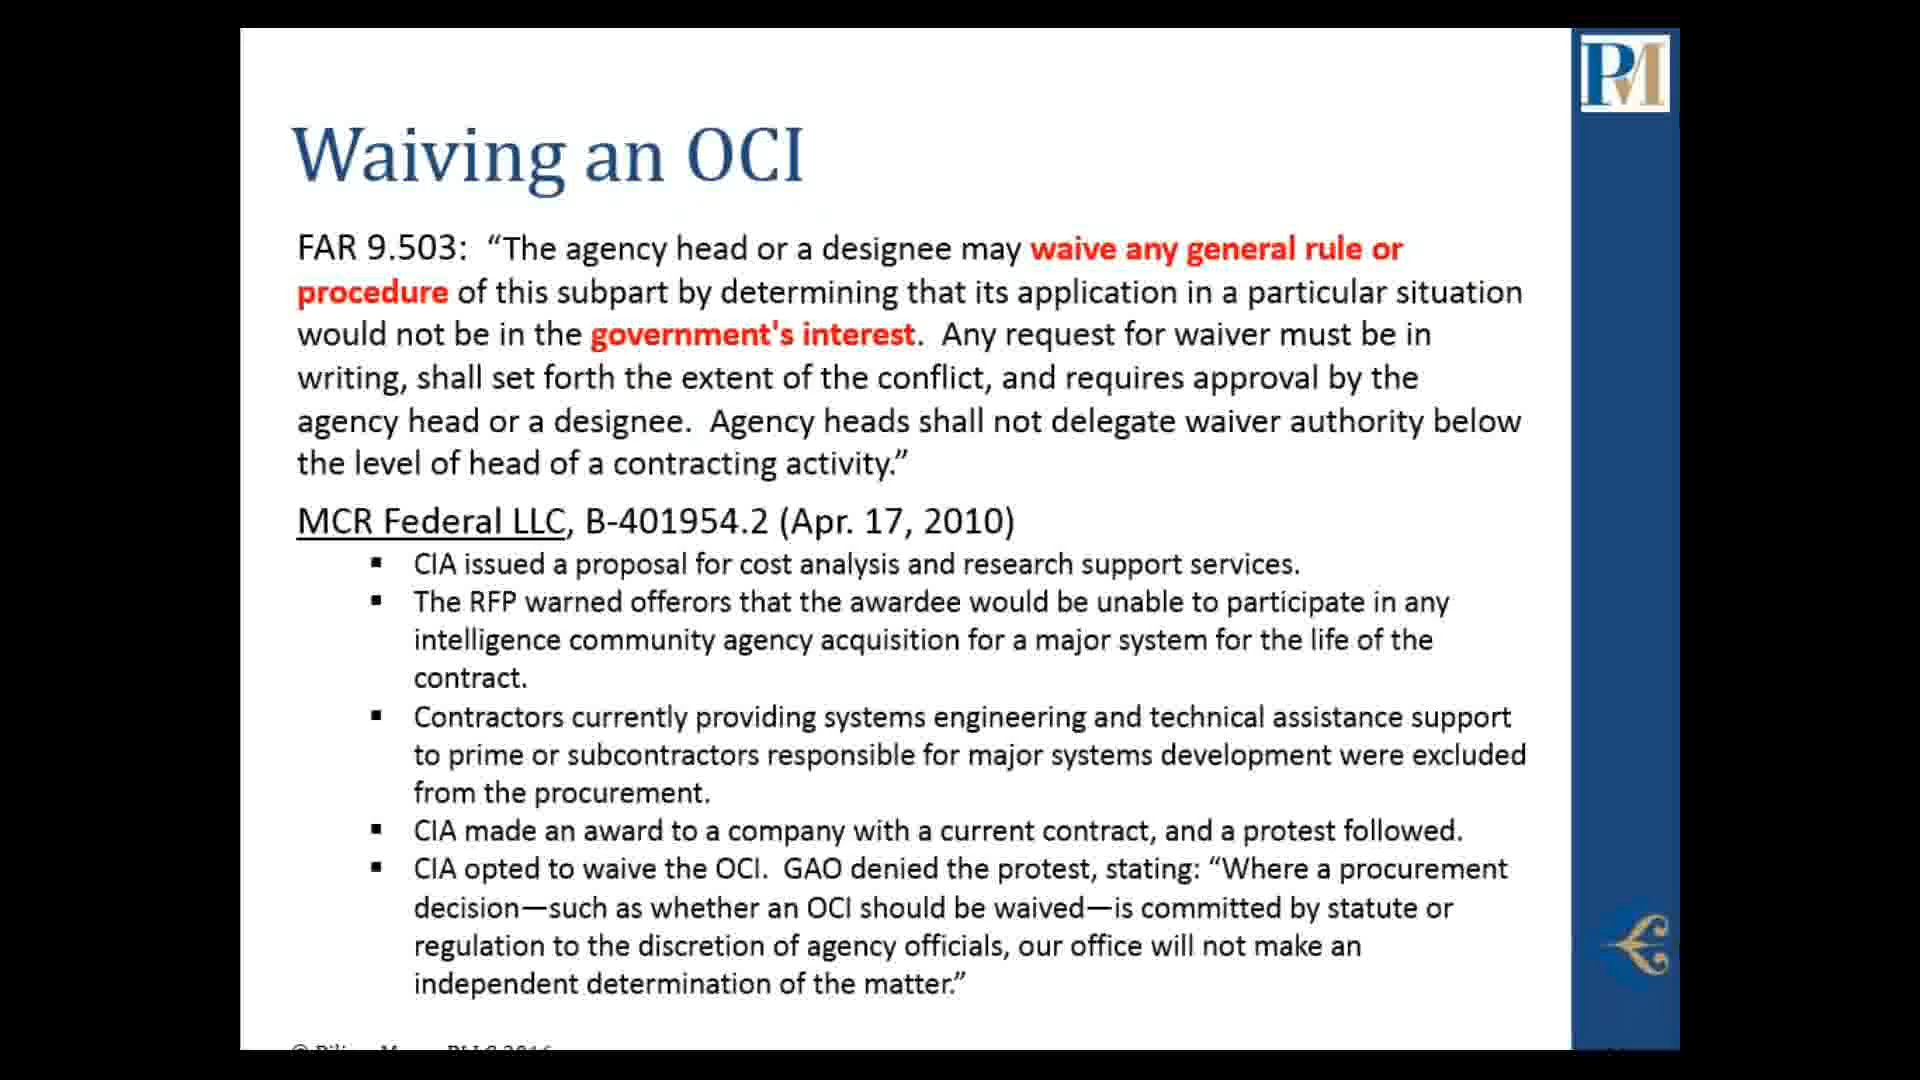 PM
Waiving an OCI
FAR 9.503:  “The agency head or a designee may waive any general rule or
procedure of this subpart by determining that its application in a particular situation
would not be in the government's interest.  Any request for waiver must be in
writing, shall set forth the extent of the conflict, and requires approval by the
agency head or a designee.  Agency heads shall not delegate waiver authority below
the level of head of a contracting activity.”
MCR Federal LLC, B-401954.2 (Apr. 17, 2010)
▪ CIA issued a proposal for cost analysis and research support services.
▪ The RFP warned offerors that the awardee would be unable to participate in any
intelligence community agency acquisition for a major system for the life of the
contract.
▪ Contractors currently providing systems engineering and technical assistance support
to prime or subcontractors responsible for major systems development were excluded
from the procurement.
▪ CIA made an award to a company with a current contract, and a protest followed.
▪ CIA opted to waive the OCI.  GAO denied the protest, stating: “Where a procurement
decision—such as whether an OCI should be waived—is committed by statute or
regulation to the discretion of agency officials, our office will not make an
independent determination of the matter.”